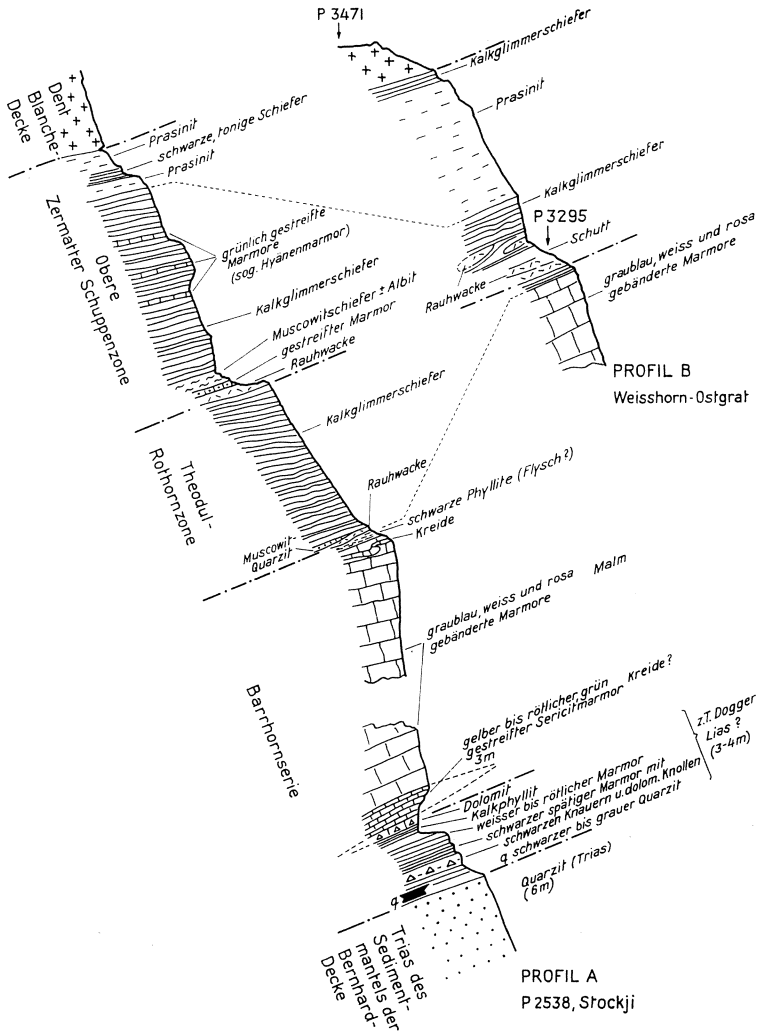 P 3471
Kalkglimmerschiefer
Prasinit
Kalkglimmerschiefer
P 3295
Schutt
Rauhwacke
graublau, weiss und rosa
gebänderte Marmore
PROFIL B
Weisshorn-Ostgrat
Dent
Blanche-
Decke
Prasinit
schwarze, tonige Schiefer
Prasinit
Obere
Zermatter Schuppenzone
grünlich gestreifte
Marmore
(sog. Hyänenmarmor)
Kalkglimmerschiefer
Muscowitschiefer ± Albit
gestreifter Marmor
Rauhwacke
Theodul-
Rothornzone
Kalkglimmerschiefer
Rauhwacke
schwarze Phyllite (Flysch?)
Kreide
Muscowit
Quarzit
Barrhornserie
graublau, weiss und rosa Malm
gebänderte Marmore
gelber bis rötlicher, grün Kreide?
gestreifter Sericitmarmor
3m
Dolomit
Kalkphyllit
weisser bis rötlicher Marmor
schwarzer spätiger Marmor mit
schwarzen Knauern u. dolom. Knollen
q schwarzer bis grauer Quarzit
z.T. Dogger
Lias ?
(3-4m)
q
Quarzit (Trias)
(6m)
Trias des
Sediment-
mantels der
Bernhard-
Decke
PROFIL A
P 2538, Stockji